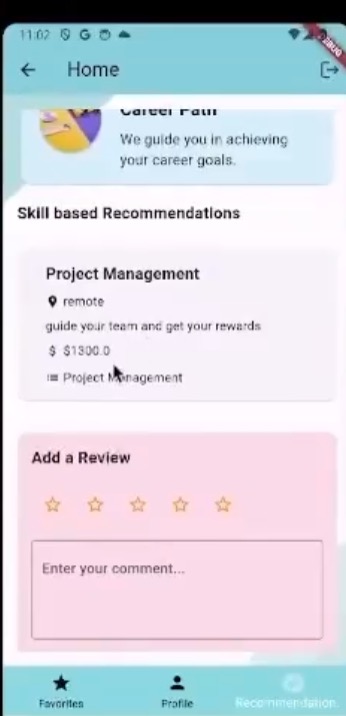 11:02
DEBUG
Home
Career Path
We guide you in achieving
your career goals.
Skill based Recommendations
Project Management
remote
guide your team and get your rewards
$ $1300.0
Project Management
Add a Review
Enter your comment...
Favorites
Profile
Recommendation